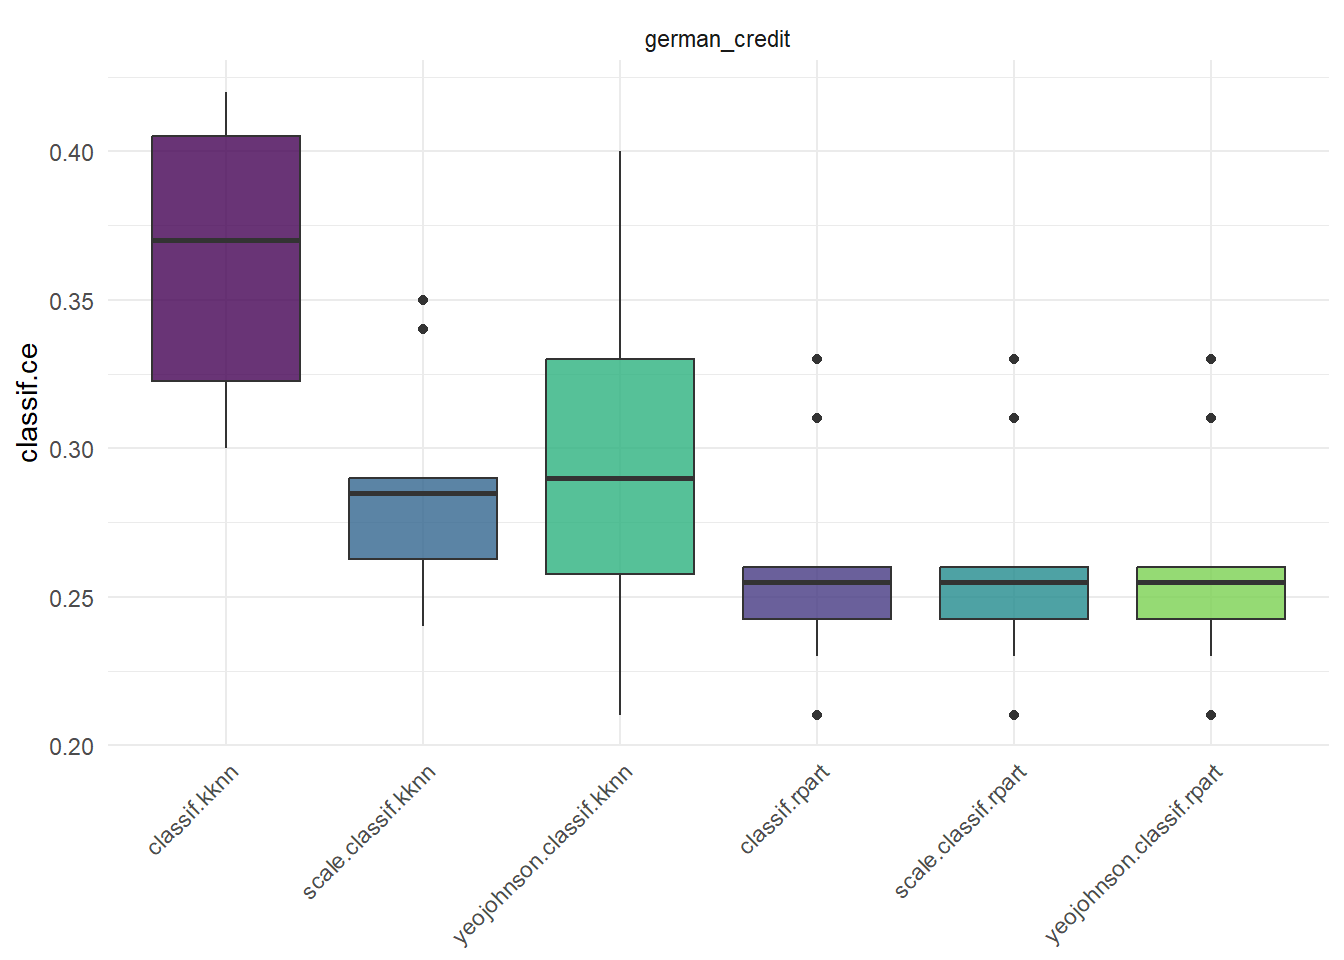 german_credit
classif.ce
0.40
0.35
0.30
0.25
0.20
classif.kknn
scale.classif.kknn
yeojohnson.classif.kknn
classif.rpart
scale.classif.rpart
yeojohnson.classif.rpart